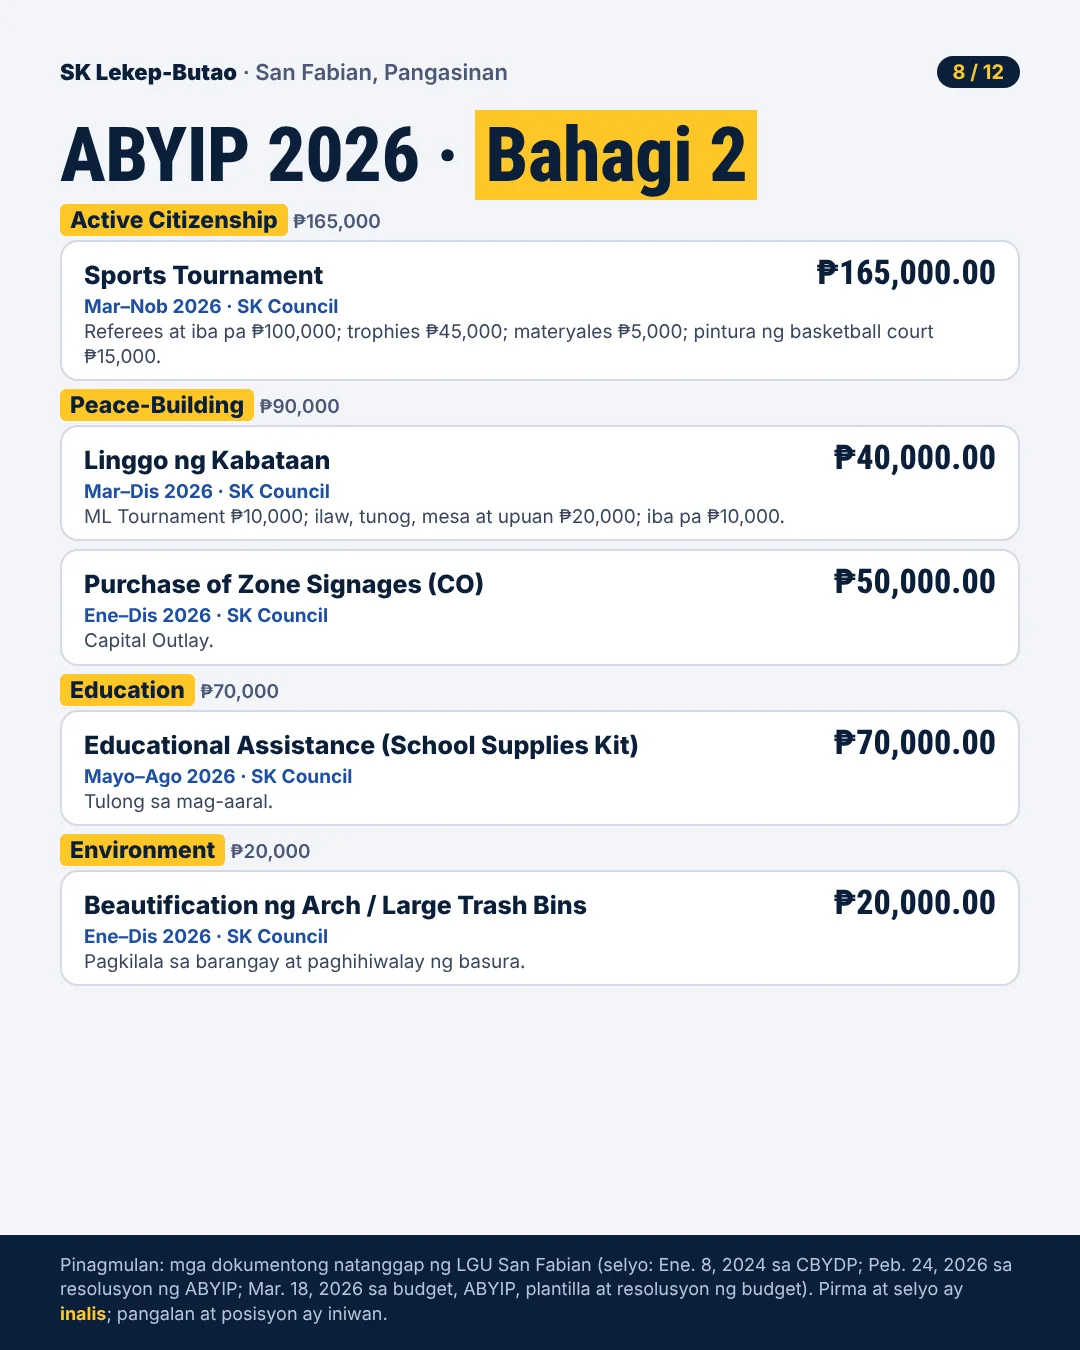 SK Lekep-Butao · San Fabian, Pangasinan
8 / 12
ABYIP 2026 · Bahagi 2
Active Citizenship ₱165,000
Sports Tournament
₱165,000.00
Mar–Nob 2026 · SK Council
Referees at iba pa ₱100,000; trophies ₱45,000; materyales ₱5,000; pintura ng basketball court
₱15,000.
Peace-Building ₱90,000
Linggo ng Kabataan
₱40,000.00
Mar–Dis 2026 · SK Council
ML Tournament ₱10,000; ilaw, tunog, mesa at upuan ₱20,000; iba pa ₱10,000.
Purchase of Zone Signages (CO)
₱50,000.00
Ene–Dis 2026 · SK Council
Capital Outlay.
Education ₱70,000
Educational Assistance (School Supplies Kit)
₱70,000.00
Mayo–Ago 2026 · SK Council
Tulong sa mag-aaral.
Environment ₱20,000
Beautification ng Arch / Large Trash Bins
₱20,000.00
Ene–Dis 2026 · SK Council
Pagkilala sa barangay at paghihiwalay ng basura.
Pinagmulan: mga dokumentong natanggap ng LGU San Fabian (selyo: Ene. 8, 2024 sa CBYDP; Peb. 24, 2026 sa
resolusyon ng ABYIP; Mar. 18, 2026 sa budget, ABYIP, plantilla at resolusyon ng budget). Pirma at selyo ay
inalis; pangalan at posisyon ay iniwan.